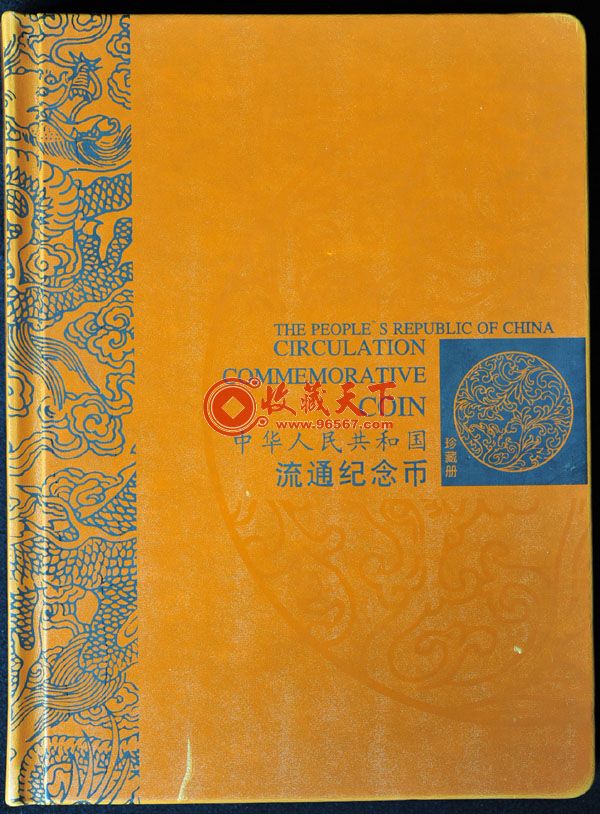 THE PEOPLE`S REPUBLIC OF CHINA
CIRCULATION
COMMEMORATIVE
COIN
中华人民共和国
流通纪念币
珍藏册
收藏天下
www.96567.com